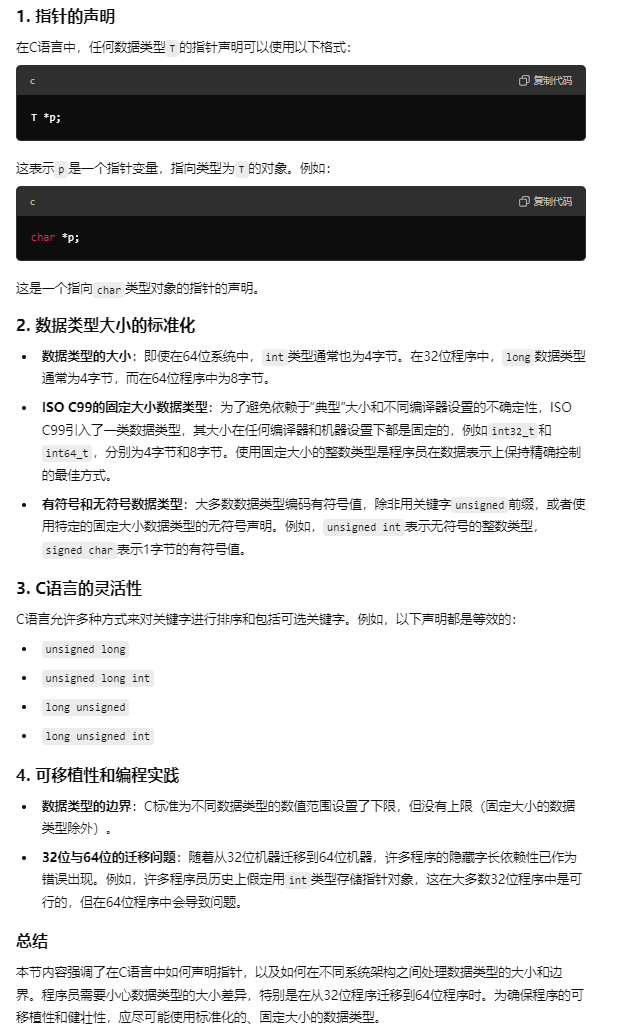 1. 指针的声明
在C语言中，任何数据类型 T 的指针声明可以使用以下格式：
c 复制代码
T *p;
这表示 p 是一个指针变量，指向类型为 T 的对象。例如：
c 复制代码
char *p;
这是一个指向 char 类型对象的指针的声明。
2. 数据类型大小的标准化
• 数据类型的大小：即使在64位系统中， int 类型通常也为4字节。在32位程序中， long 数据类型
通常为4字节，而在64位程序中为8字节。
• ISO C99的固定大小数据类型：为了避免依赖于“典型”大小和不同编译器设置的不确定性，ISO
C99引入了一类数据类型，其大小在任何编译器和机器设置下都是固定的，例如 int32_t 和
int64_t ，分别为4字节和8字节。使用固定大小的整数类型是程序员在数据表示上保持精确控制
的最佳方式。
• 有符号和无符号数据类型：大多数数据类型编码有符号值，除非用关键字 unsigned 前缀，或者使
用特定的固定大小数据类型的无符号声明。例如， unsigned int 表示无符号的整数类型，
signed char 表示1字节的有符号值。
3. C语言的灵活性
C语言允许多种方式来对关键字进行排序和包括可选关键字。例如，以下声明都是等效的：
• unsigned long
• unsigned long int
• long unsigned
• long unsigned int
4. 可移植性和编程实践
• 数据类型的边界：C标准为不同数据类型的数值范围设置了下限，但没有上限（固定大小的数据
类型除外）。
• 32位与64位的迁移问题：随着从32位机器迁移到64位机器，许多程序的隐藏字长依赖性已作为
错误出现。例如，许多程序员历史上假定用 int 类型存储指针对象，这在大多数32位程序中是可
行的，但在64位程序中会导致问题。
总结
本节内容强调了在C语言中如何声明指针，以及如何在不同系统架构之间处理数据类型的大小和边
界。程序员需要小心数据类型的大小差异，特别是在从32位程序迁移到64位程序时。为确保程序的可
移植性和健壮性，应尽可能使用标准化的、固定大小的数据类型。